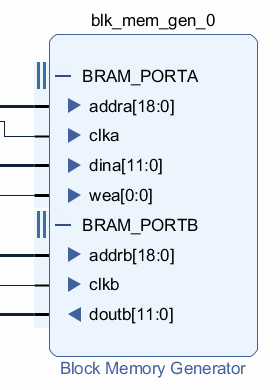 blk_mem_gen_0
BRAM_PORTA
addra[18:0]
clka
dina[11:0]
wea[0:0]
BRAM_PORTB
addrb[18:0]
clkb
doutb[11:0]
Block Memory Generator